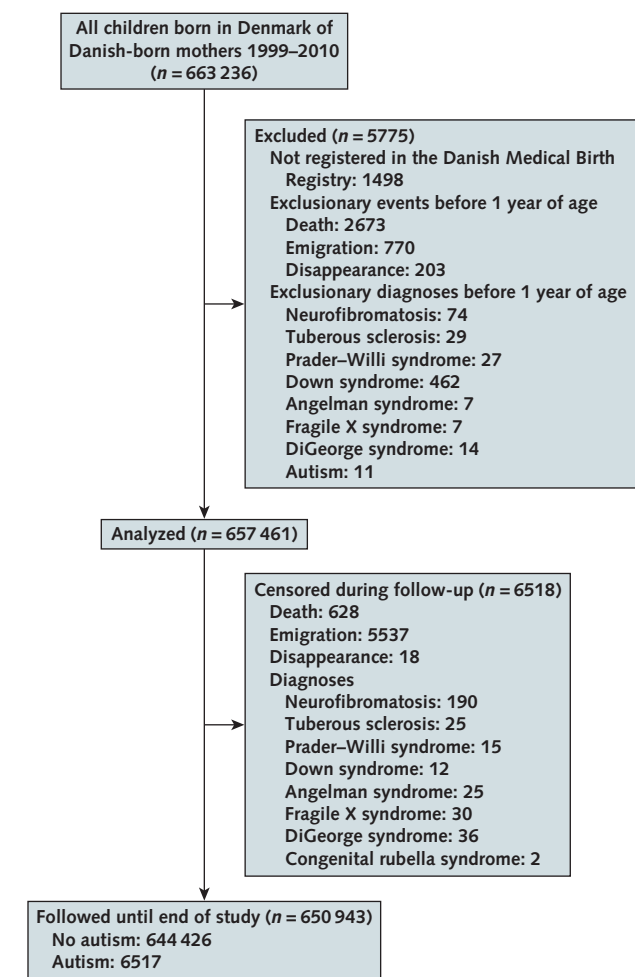 All children born in Denmark of
Danish-born mothers 1999–2010
(n = 663 236)
Excluded (n = 5775)
Not registered in the Danish Medical Birth
Registry: 1498
Exclusionary events before 1 year of age
Death: 2673
Emigration: 770
Disappearance: 203
Exclusionary diagnoses before 1 year of age
Neurofibromatosis: 74
Tuberous sclerosis: 29
Prader–Willi syndrome: 27
Down syndrome: 462
Angelman syndrome: 7
Fragile X syndrome: 7
DiGeorge syndrome: 14
Autism: 11
Analyzed (n = 657 461)
Censored during follow-up (n = 6518)
Death: 628
Emigration: 5537
Disappearance: 18
Diagnoses
Neurofibromatosis: 190
Tuberous sclerosis: 25
Prader–Willi syndrome: 15
Down syndrome: 12
Angelman syndrome: 25
Fragile X syndrome: 30
DiGeorge syndrome: 36
Congenital rubella syndrome: 2
Followed until end of study (n = 650 943)
No autism: 644 426
Autism: 6517